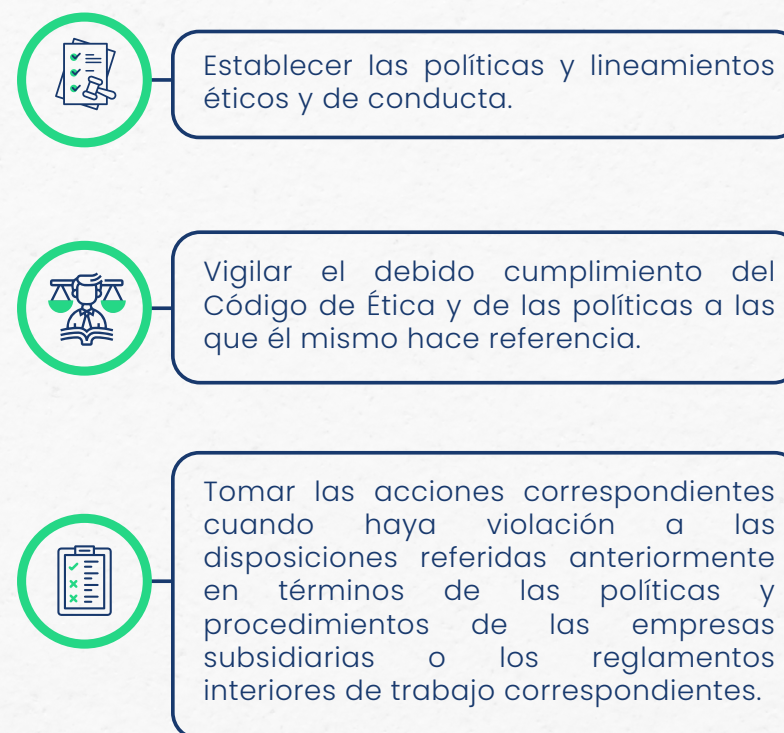 Establecer las políticas y lineamientos
éticos y de conducta.
Vigilar el debido cumplimiento del
Código de Ética y de las políticas a las
que él mismo hace referencia.
Tomar las acciones correspondientes
cuando haya violación a las
disposiciones referidas anteriormente
en términos de las políticas y
procedimientos de las empresas
subsidiarias o los reglamentos
interiores de trabajo correspondientes.